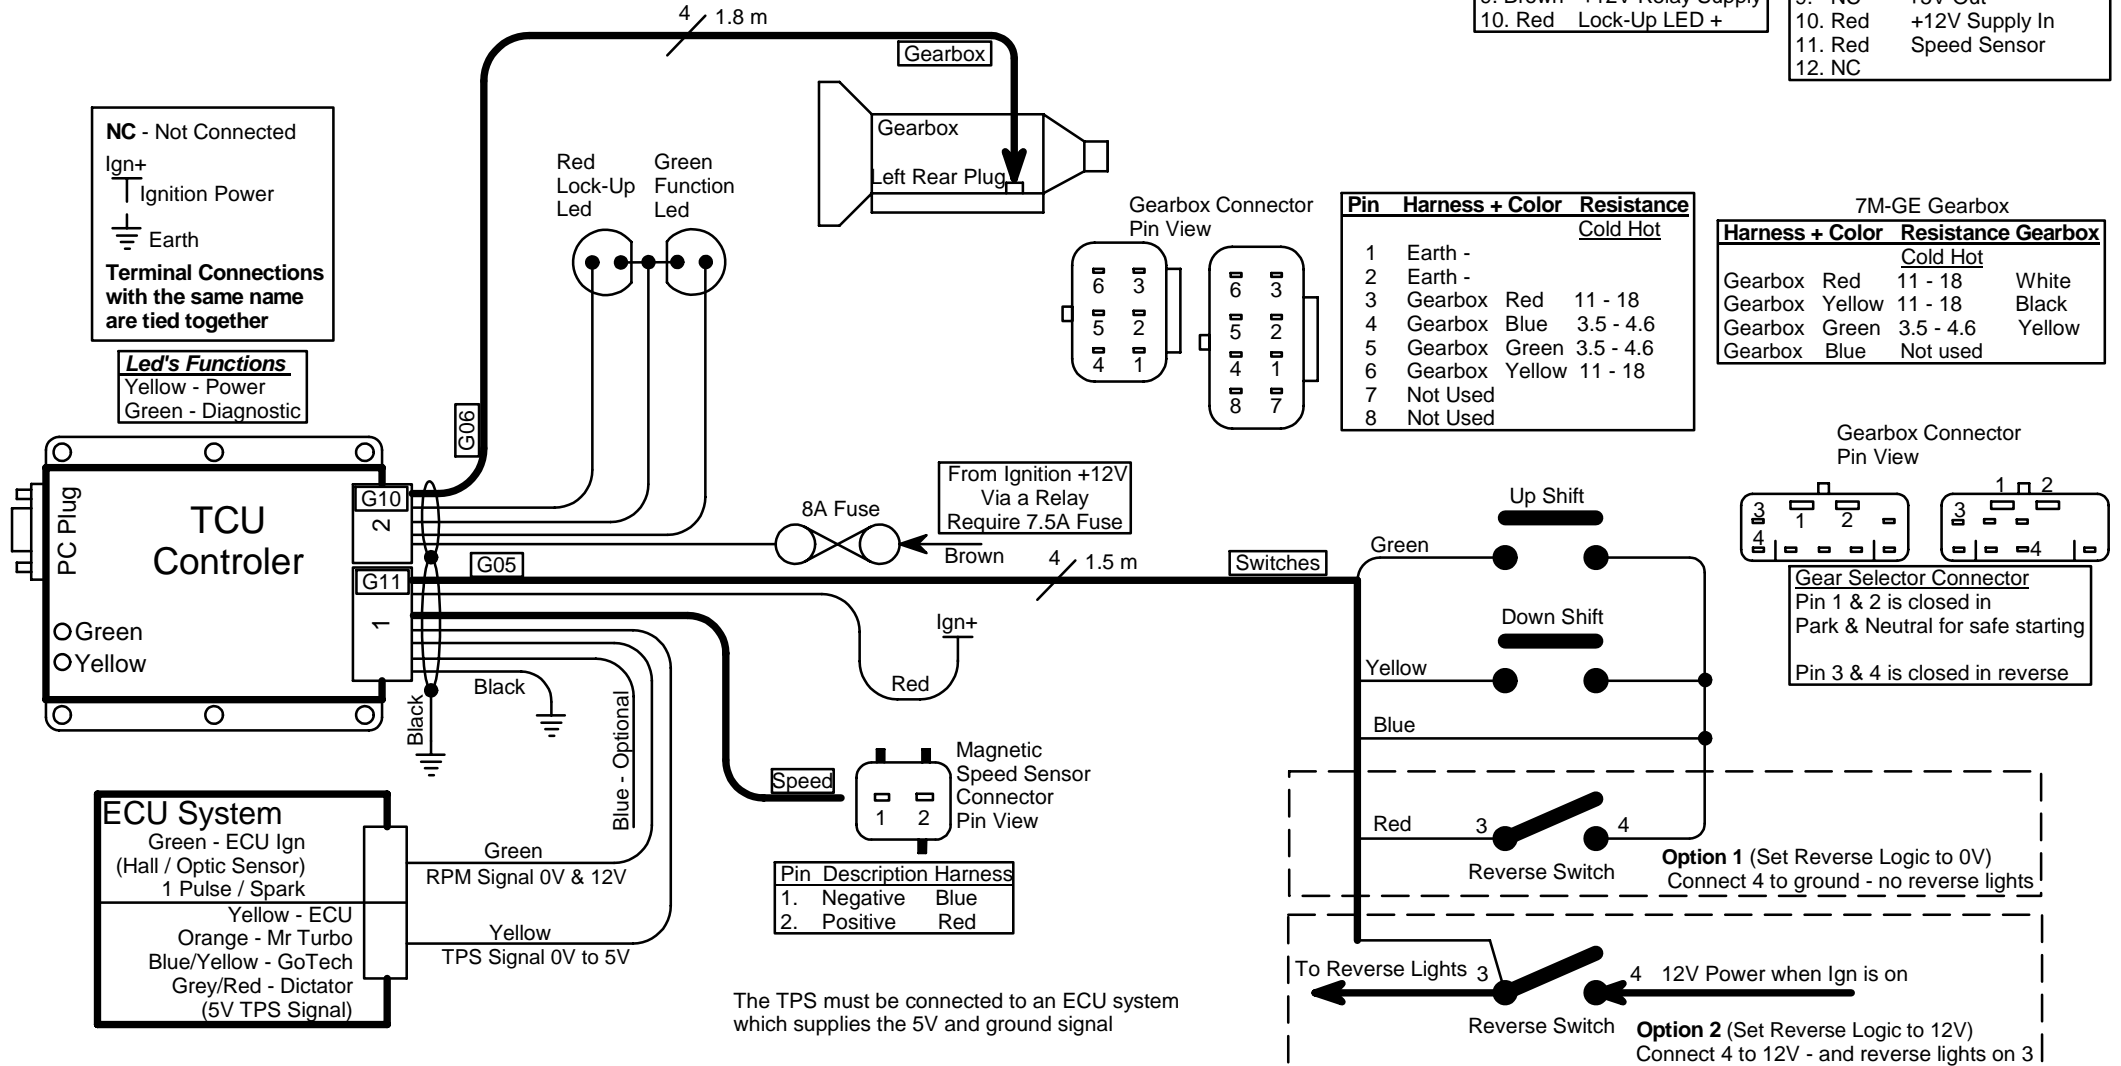 4 1.8 m
Gearbox
9. Brown +12V Relay Supply
10. Red Lock-Up LED +
9. NC +5V Out
10. Red +12V Supply In
11. Red Speed Sensor
12. NC
NC - Not Connected
Ign+
Ignition Power
Earth
Terminal Connections
with the same name
are tied together
Led's Functions
Yellow - Power
Green - Diagnostic
Red
Lock-Up
Led
Green
Function
Led
Gearbox
Left Rear Plug
Gearbox Connector
Pin View
6 3
5 2
4 1
6 3
5 2
4 1
8 7
Pin Harness + Color Resistance
Cold Hot
1 Earth -
2 Earth -
3 Gearbox Red 11 - 18
4 Gearbox Blue 3.5 - 4.6
5 Gearbox Green 3.5 - 4.6
6 Gearbox Yellow 11 - 18
7 Not Used
8 Not Used
7M-GE Gearbox
Harness + Color Resistance Gearbox
Cold Hot
Gearbox Red 11 - 18 White
Gearbox Yellow 11 - 18 Black
Gearbox Green 3.5 - 4.6 Yellow
Gearbox Blue Not used
G06
PC Plug
TCU
Controler
Green
Yellow
G10
2
G11
1
G05
8A Fuse
From Ignition +12V
Via a Relay
Require 7.5A Fuse
Brown
4 1.5 m
Switches
Ign+
Red
Black
Black
Blue - Optional
Speed
Magnetic
Speed Sensor
Connector
Pin View
1 2
Pin Description Harness
1. Negative Blue
2. Positive Red
ECU System
Green - ECU Ign
(Hall / Optic Sensor)
1 Pulse / Spark
Yellow - ECU
Orange - Mr Turbo
Blue/Yellow - GoTech
Grey/Red - Dictator
(5V TPS Signal)
Green
RPM Signal 0V & 12V
Yellow
TPS Signal 0V to 5V
The TPS must be connected to an ECU system
which supplies the 5V and ground signal
Up Shift
Green
Down Shift
Yellow
Blue
Red 3 4
Reverse Switch
Option 1 (Set Reverse Logic to 0V)
Connect 4 to ground - no reverse lights
To Reverse Lights 3 4 12V Power when Ign is on
Reverse Switch
Option 2 (Set Reverse Logic to 12V)
Connect 4 to 12V - and reverse lights on 3
Gearbox Connector
Pin View
3 1 2
4
1 2
3
4
Gear Selector Connector
Pin 1 & 2 is closed in
Park & Neutral for safe starting
Pin 3 & 4 is closed in reverse